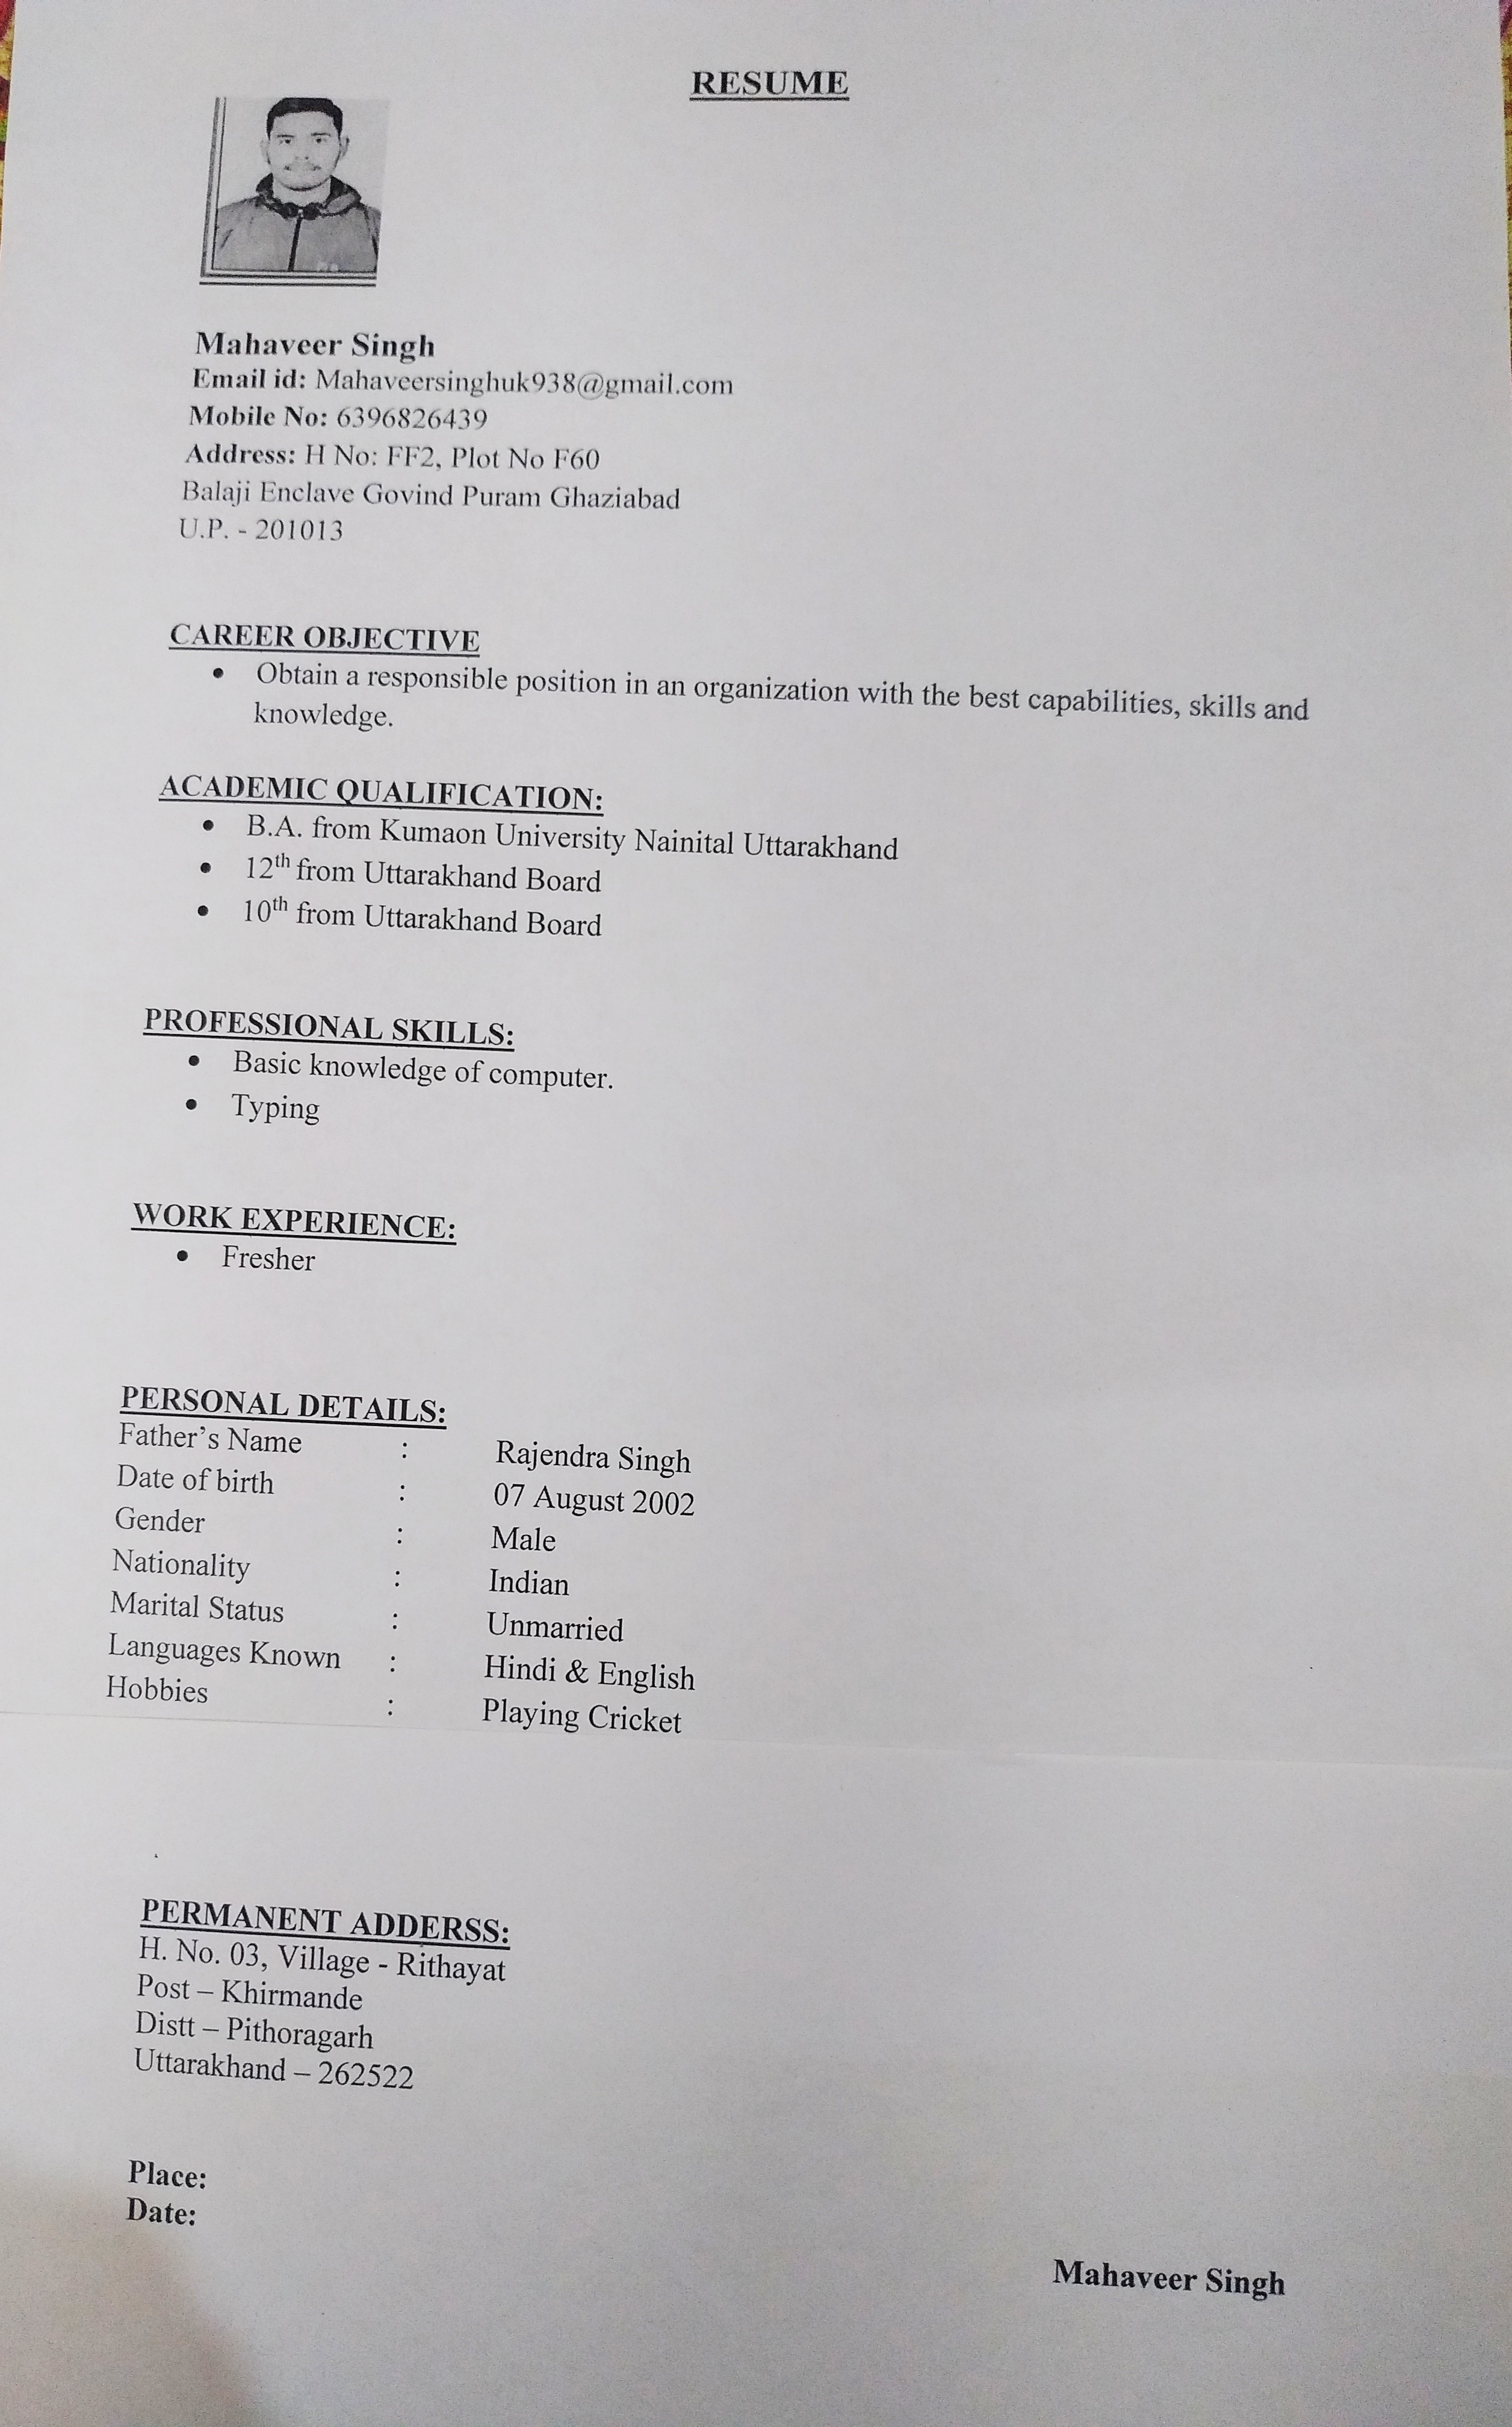 RESUME
Mahaveer Singh
Email id: Mahaveersinghuk938@gmail.com
Mobile No: 6396826439
Address: H No: FF2, Plot No F60
Balaji Enclave Govind Puram Ghaziabad
U.P. - 201013
CAREER OBJECTIVE
• Obtain a responsible position in an organization with the best capabilities, skills and
knowledge.
ACADEMIC QUALIFICATION:
• B.A. from Kumaon University Nainital Uttarakhand
• 12th from Uttarakhand Board
• 10th from Uttarakhand Board
PROFESSIONAL SKILLS:
• Basic knowledge of computer.
• Typing
WORK EXPERIENCE:
• Fresher
PERSONAL DETAILS:
Father’s Name : Rajendra Singh
Date of birth : 07 August 2002
Gender : Male
Nationality : Indian
Marital Status : Unmarried
Languages Known : Hindi & English
Hobbies : Playing Cricket
PERMANENT ADDERSS:
H. No. 03, Village - Rithayat
Post – Khirmande
Distt – Pithoragarh
Uttarakhand – 262522
Place:
Date:
Mahaveer Singh